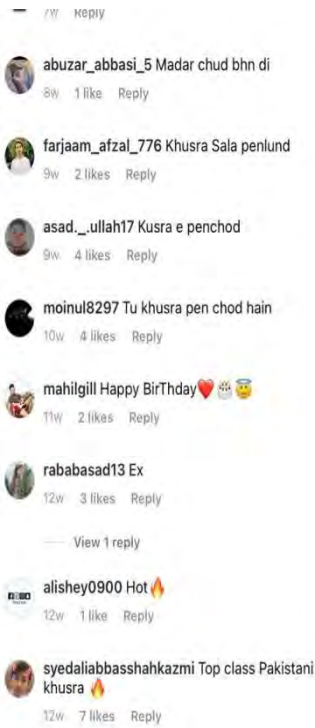 7w Reply
abuzar_abbasi_5 Madar chud bhn di
8w 1 like Reply
farjaam_afzal_776 Khusra Sala penlund
9w 2 likes Reply
asad._.ullah17 Kusra e penchod
9w 4 likes Reply
moinul8297 Tu khusra pen chod hain
10w 4 likes Reply
mahilgill Happy BirThday❤️🎂😇
11w 2 likes Reply
rababasad13 Ex
12w 3 likes Reply
View 1 reply
alishey0900 Hot🔥
12w 1 like Reply
syedaliabbasshahkazmi Top class Pakistani
khusra 🔥
12w 7 likes Reply